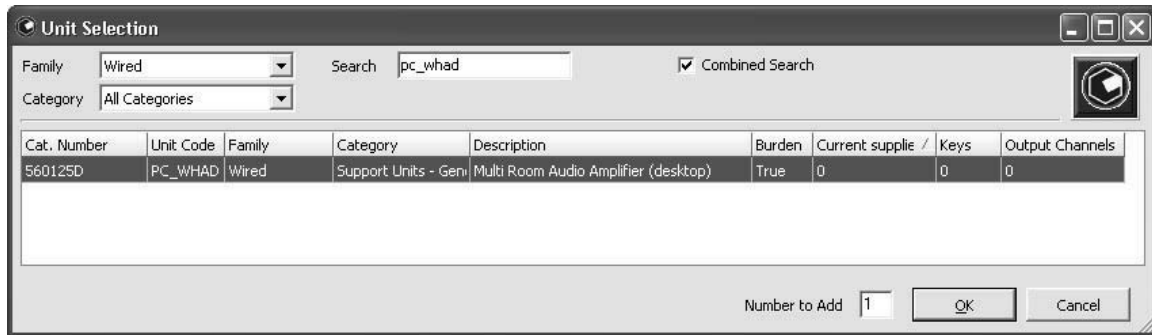 Unit Selection
Family Wired Search pc_whad Combined Search
Category All Categories
Cat. Number Unit Code Family Category Description Burden Current supplie Keys Output Channels
560125D PC_WHAD Wired Support Units - Gen Multi Room Audio Amplifier (desktop) True 0 0 0
Number to Add 1 OK Cancel